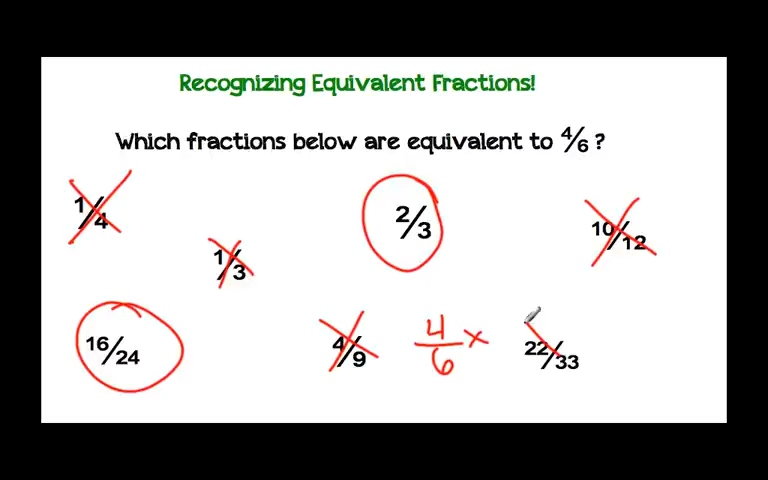 Recognizing Equivalent Fractions!
Which fractions below are equivalent to 4/6?
1/4
1/3
2/3
10/12
16/24
4/9
4/6 x
22/33